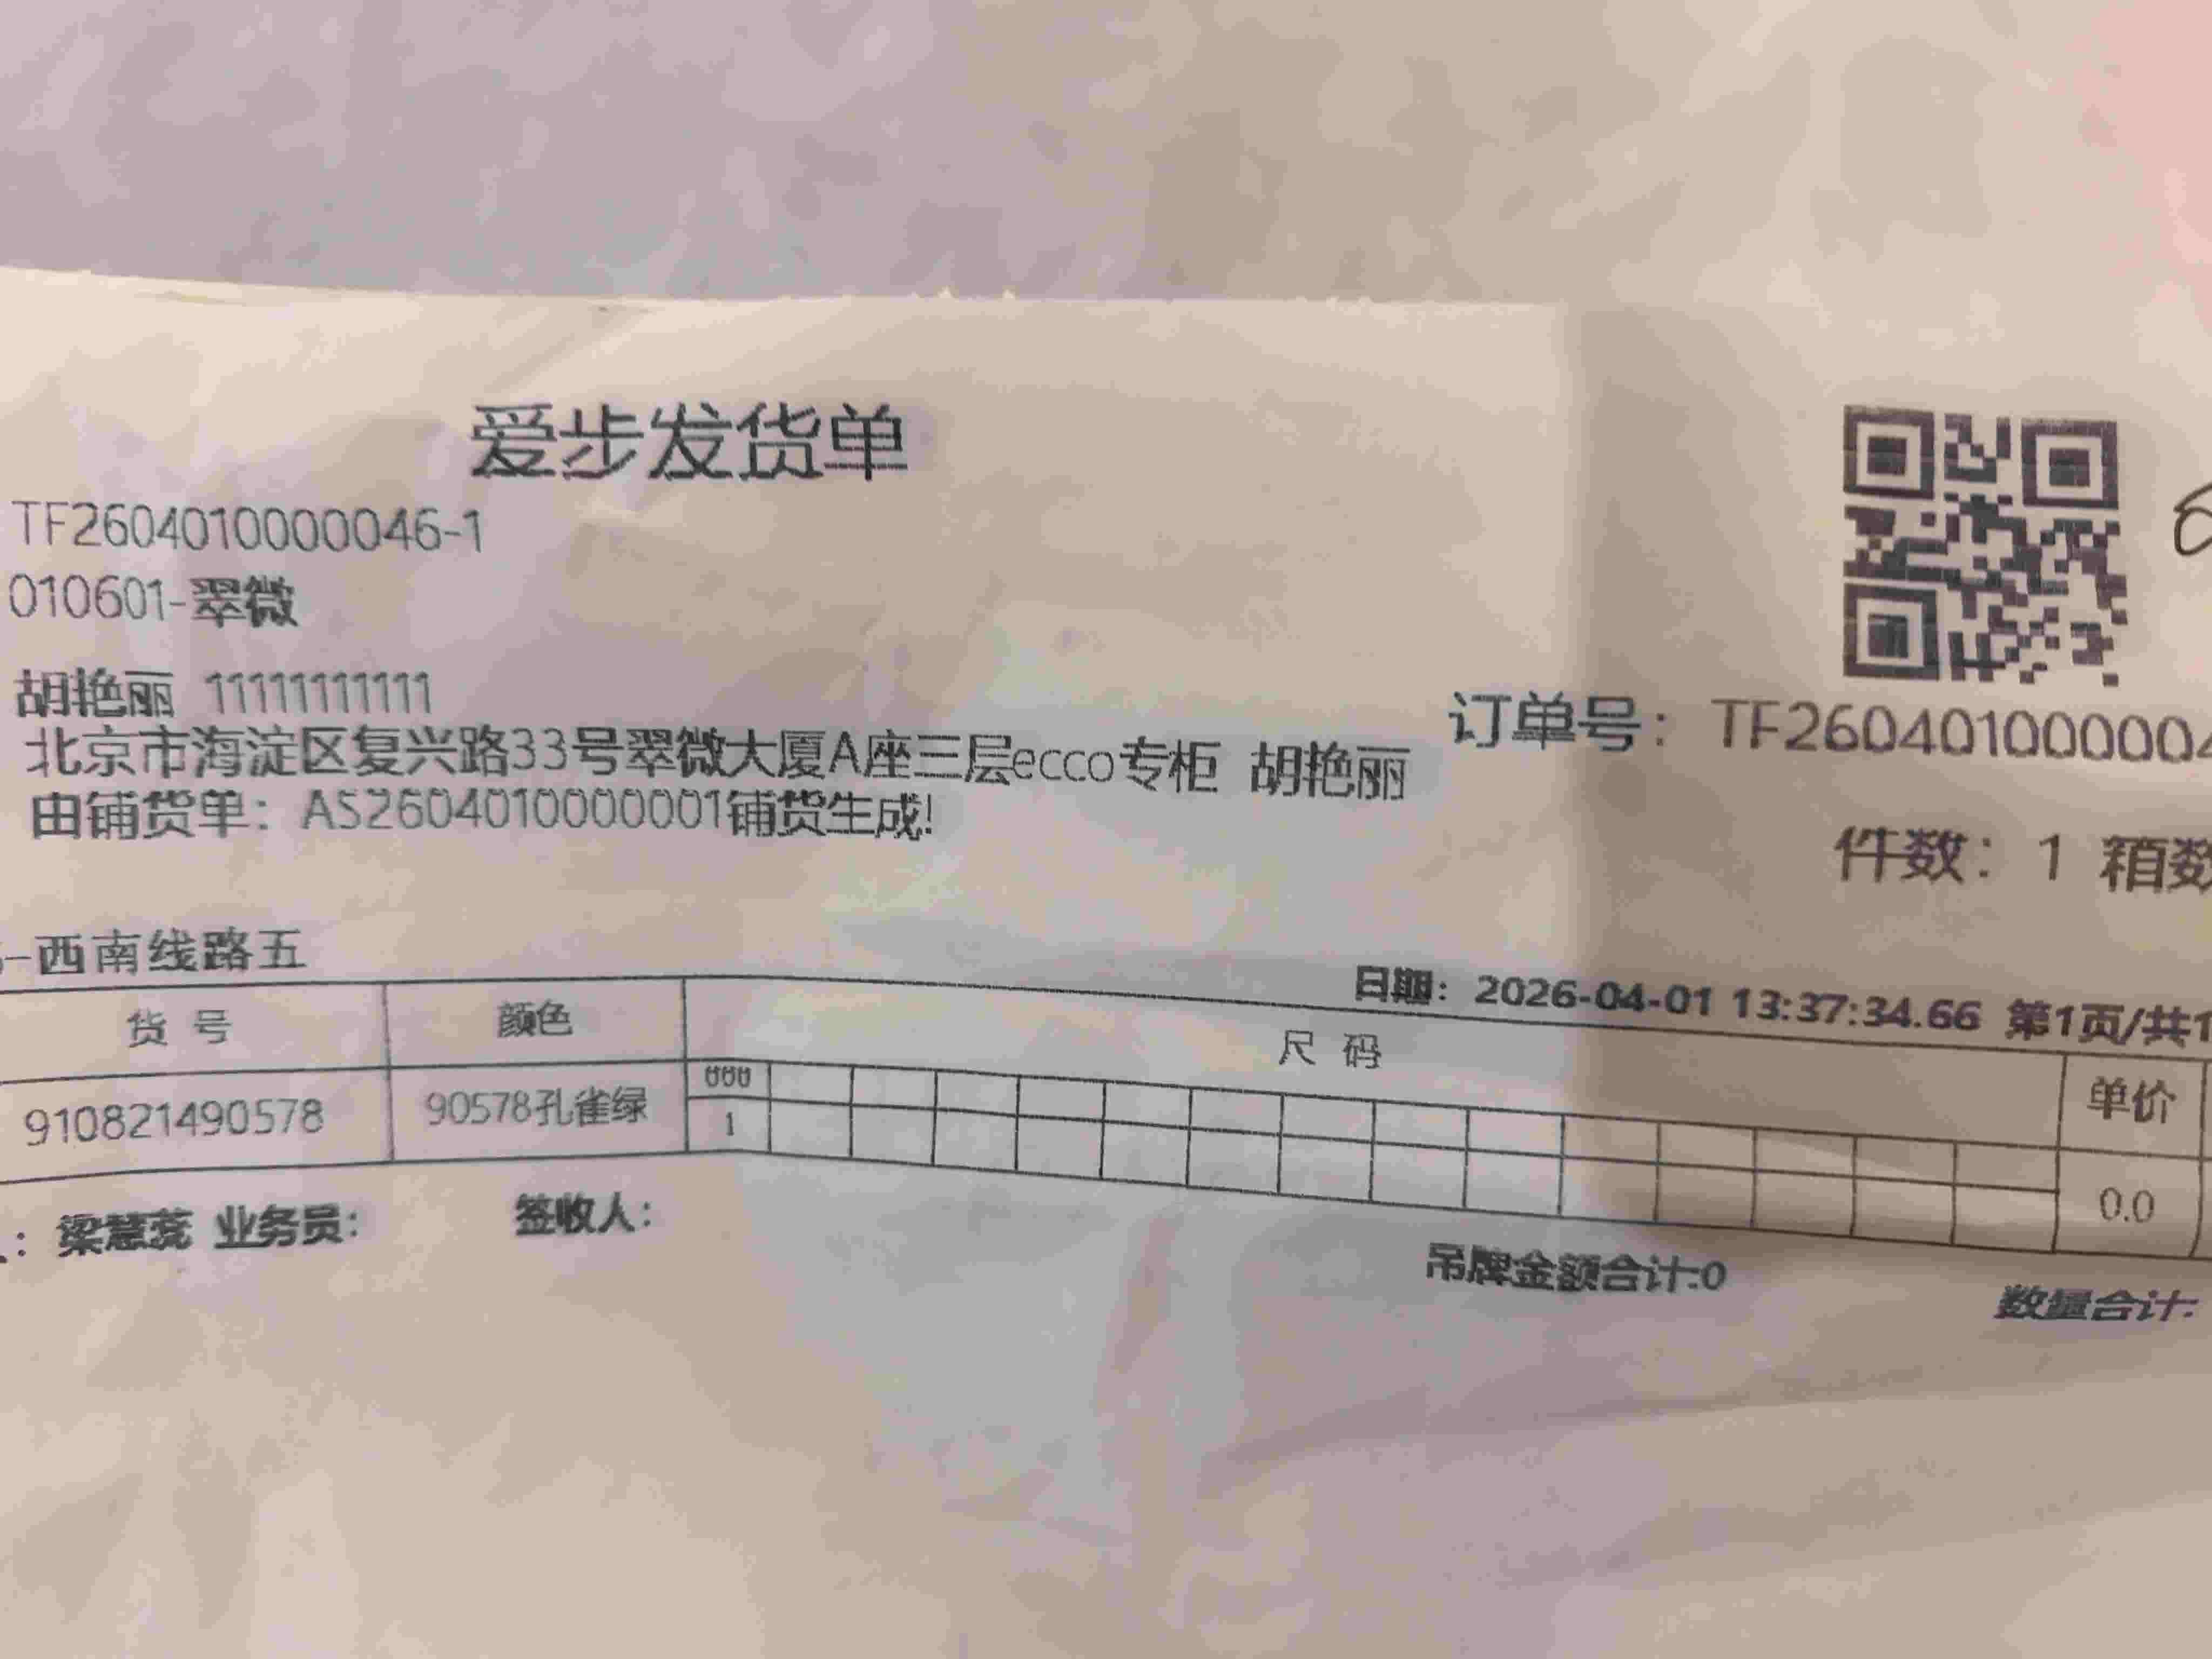 爱步发货单
TF2604010000046-1
010601-翠微
胡艳丽 11111111111
北京市海淀区复兴路33号翠微大厦A座三层ecco专柜 胡艳丽
由铺货单：AS2604010000001铺货生成!
订单号：TF260401000004
件数：1 箱数
-西南线路五
日期：2026-04-01 13:37:34.66 第1页/共1
货 号 颜色 尺 码 单价
910821490578 90578孔雀绿 1 0.0
：梁慧蕊 业务员： 签收人：
吊牌金额合计:0
数量合计: